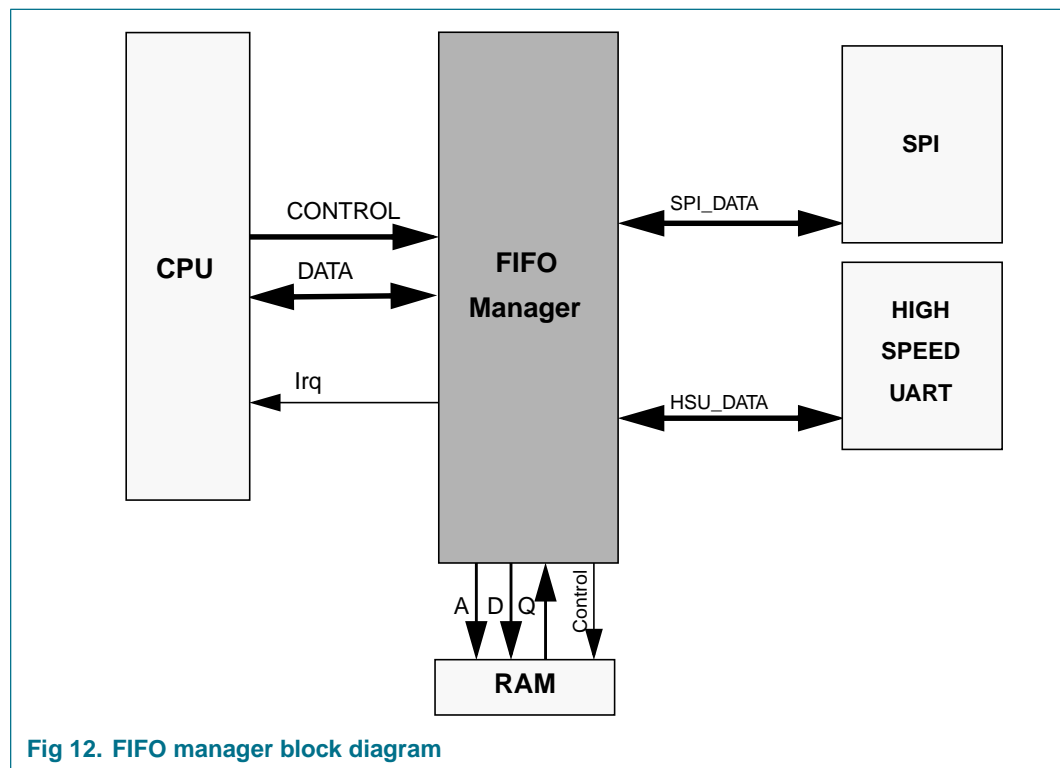 CONTROL
CPU
DATA
Irq
FIFO
Manager
SPI_DATA
SPI
HSU_DATA
HIGH
SPEED
UART
A
D
Q
Control
RAM
Fig 12. FIFO manager block diagram